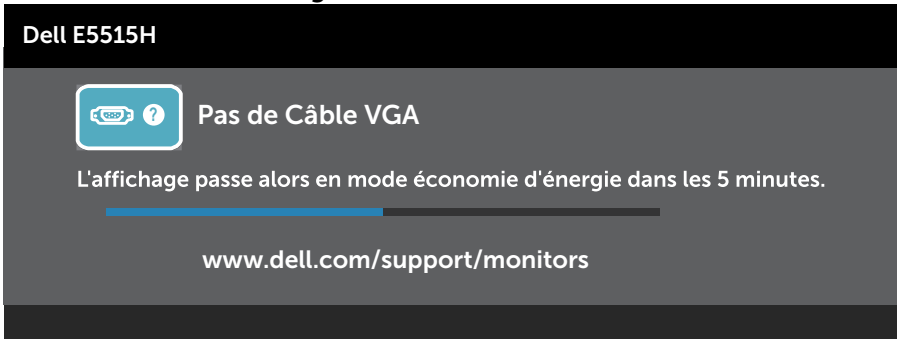 Dell E5515H
? Pas de Câble VGA
L'affichage passe alors en mode économie d'énergie dans les 5 minutes.
www.dell.com/support/monitors